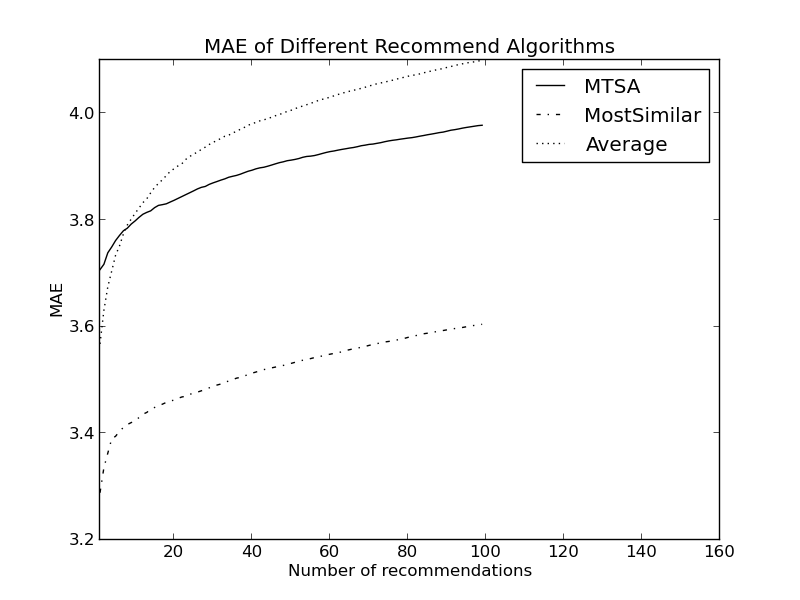 MAE of Different Recommend Algorithms
MTSA
MostSimilar
Average
MAE
4.0
3.8
3.6
3.4
3.2
20 40 60 80 100 120 140 160
Number of recommendations